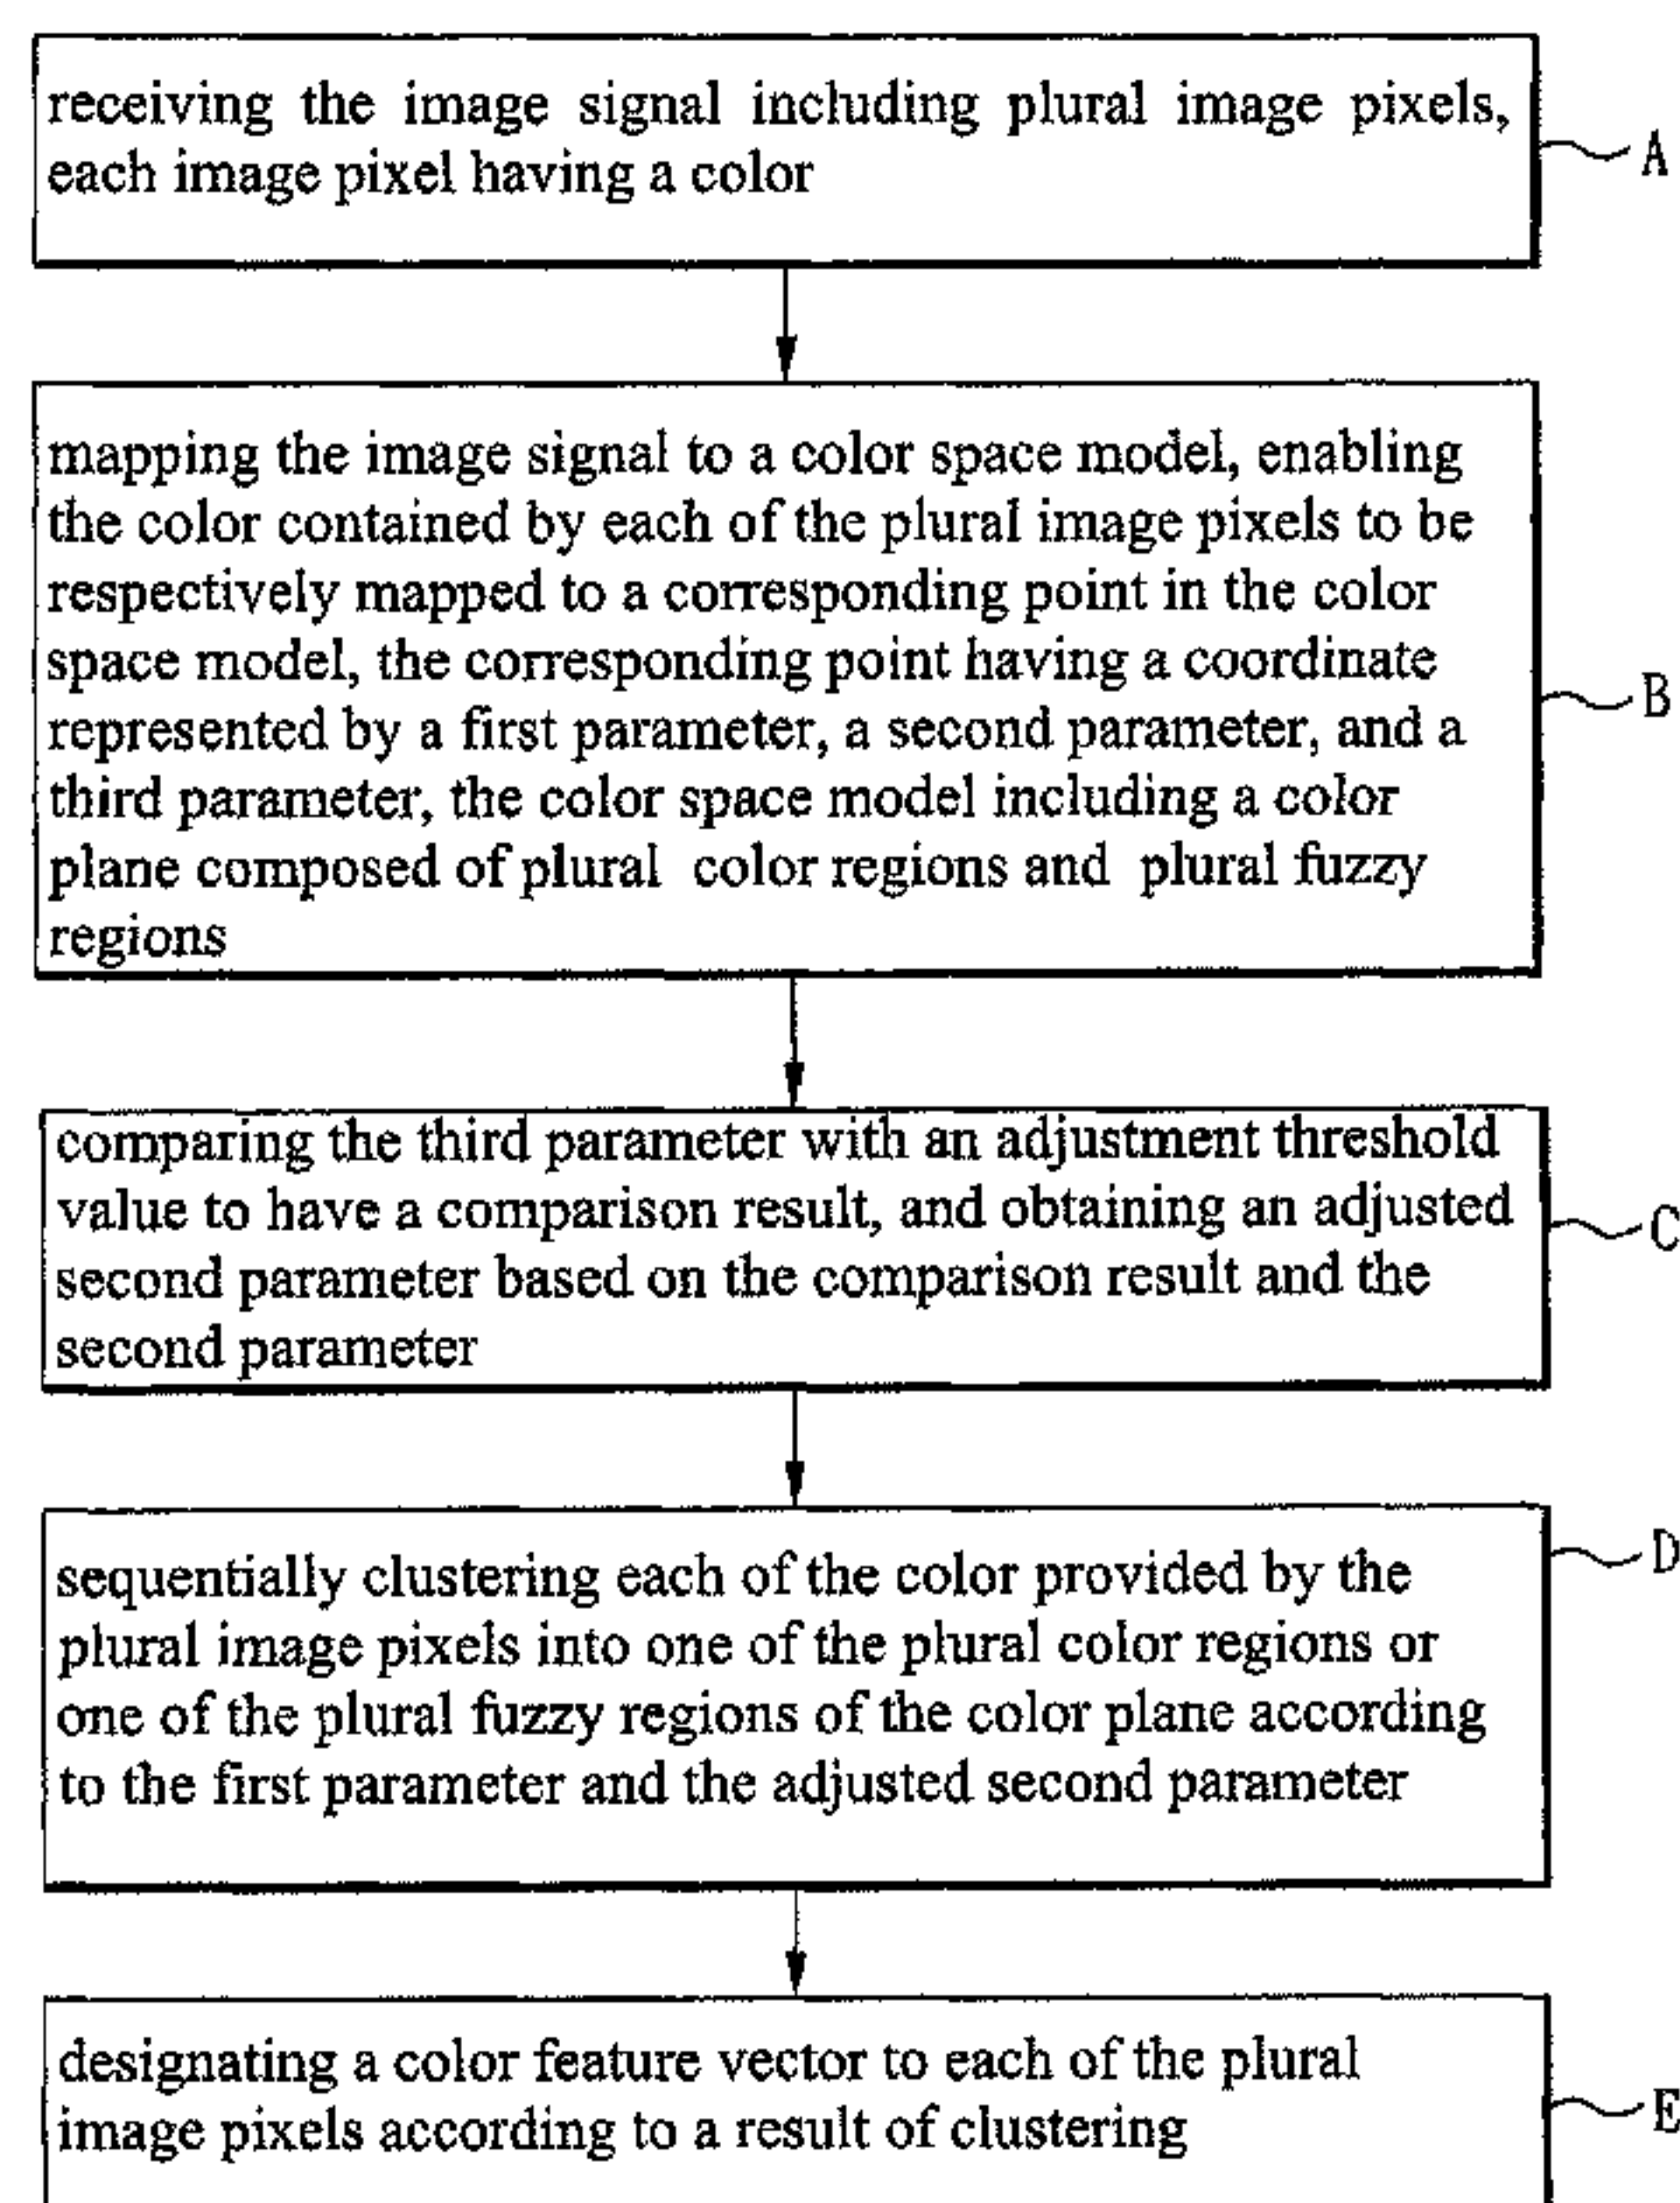 receiving the image signal including plural image pixels,
each image pixel having a color
A
mapping the image signal to a color space model, enabling
the color contained by each of the plural image pixels to be
respectively mapped to a corresponding point in the color
space model, the corresponding point having a coordinate
represented by a first parameter, a second parameter, and a
third parameter, the color space model including a color
plane composed of plural color regions and plural fuzzy
regions
B
comparing the third parameter with an adjustment threshold
value to have a comparison result, and obtaining an adjusted
second parameter based on the comparison result and the
second parameter
C
sequentially clustering each of the color provided by the
plural image pixels into one of the plural color regions or
one of the plural fuzzy regions of the color plane according
to the first parameter and the adjusted second parameter
D
designating a color feature vector to each of the plural
image pixels according to a result of clustering
E